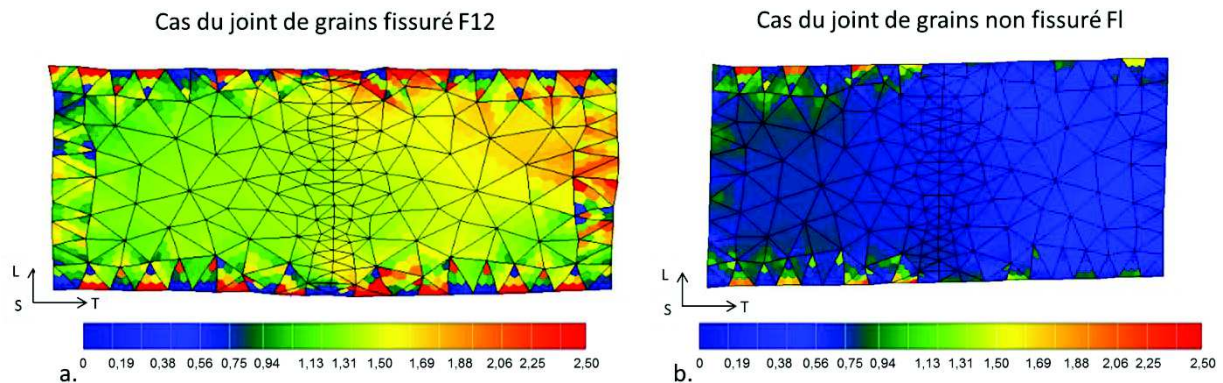 Cas du joint de grains fissuré F12
Cas du joint de grains non fissuré Fl
L
S
T
L
S
T
0 0,19 0,38 0,56 0,75 0,94 1,13 1,31 1,50 1,69 1,88 2,06 2,25 2,50
0 0,19 0,38 0,56 0,75 0,94 1,13 1,31 1,50 1,69 1,88 2,06 2,25 2,50
a.
b.